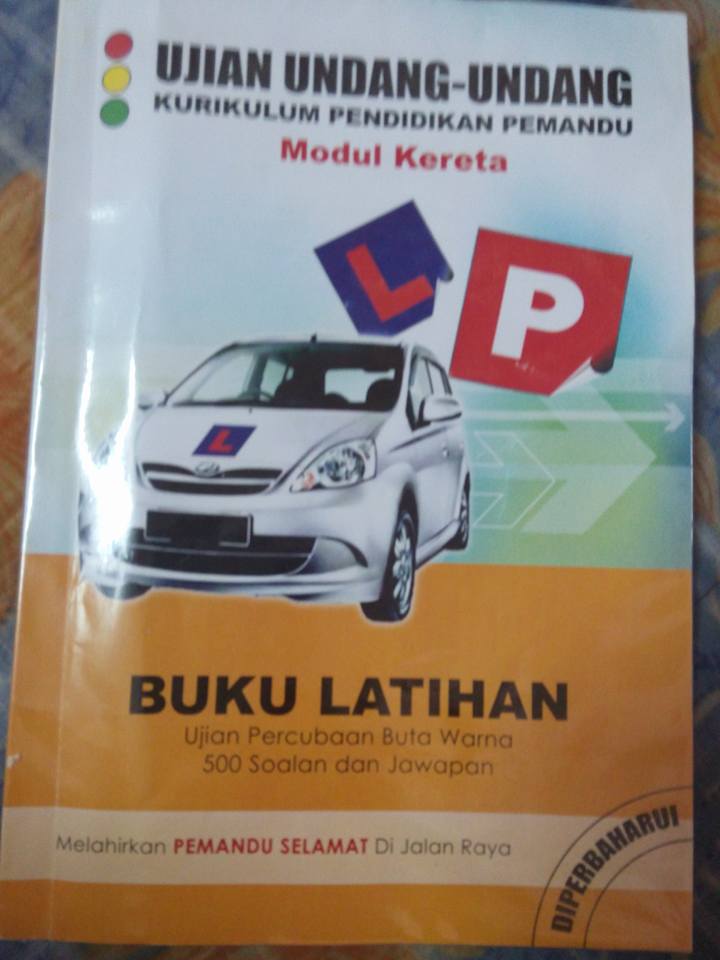 UJIAN UNDANG-UNDANG
KURIKULUM PENDIDIKAN PEMANDU
Modul Kereta
L
P
L
BUKU LATIHAN
Ujian Percubaan Buta Warna
500 Soalan dan Jawapan
Melahirkan PEMANDU SELAMAT Di Jalan Raya
DIPERBAHARUI